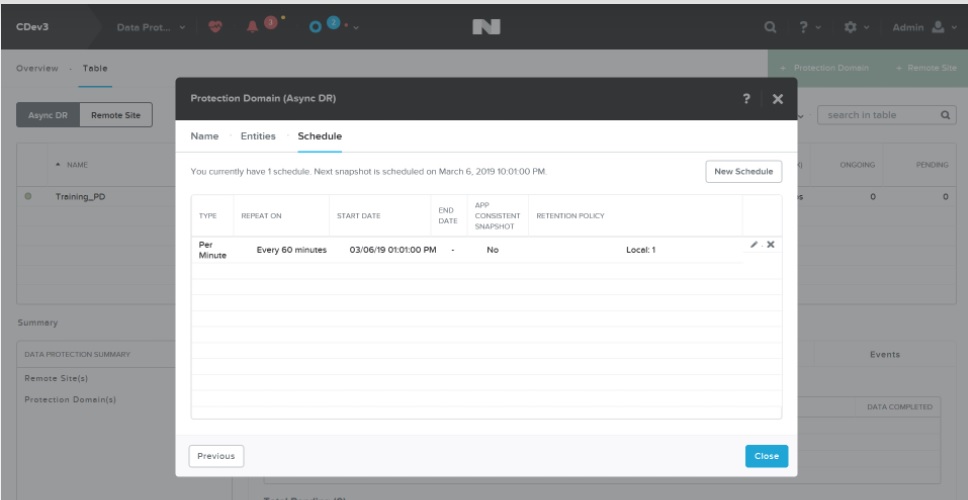 CDev3 Data Prot... 3 2 Admin
Overview · Table + Protection Domain + Remote Site
Protection Domain (Async DR) ?
Async DR Remote Site search in table
Name · Entities · Schedule
You currently have 1 schedule. Next snapshot is scheduled on March 6, 2019 10:01:00 PM. New Schedule
NAME ONGOING PENDING
Training_PD 0 0
TYPE REPEAT ON START DATE END DATE APP CONSISTENT SNAPSHOT RETENTION POLICY
Per Minute Every 60 minutes 03/06/19 01:01:00 PM - No Local: 1
Summary
DATA PROTECTION SUMMARY Events
Remote Site(s)
Protection Domain(s) DATA COMPLETED
Previous Close